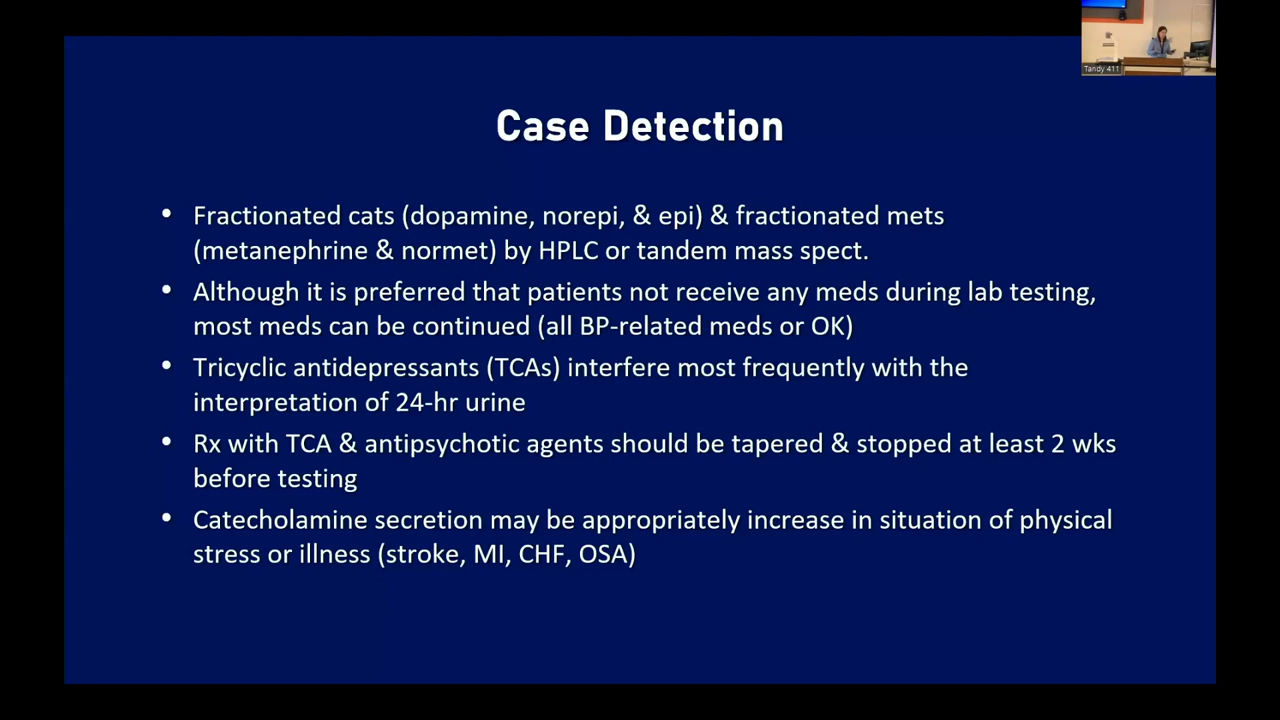 Tandy 411
Case Detection
• Fractionated cats (dopamine, norepi, & epi) & fractionated mets
(metanephrine & normet) by HPLC or tandem mass spect.
• Although it is preferred that patients not receive any meds during lab testing,
most meds can be continued (all BP-related meds or OK)
• Tricyclic antidepressants (TCAs) interfere most frequently with the
interpretation of 24-hr urine
• Rx with TCA & antipsychotic agents should be tapered & stopped at least 2 wks
before testing
• Catecholamine secretion may be appropriately increase in situation of physical
stress or illness (stroke, MI, CHF, OSA)